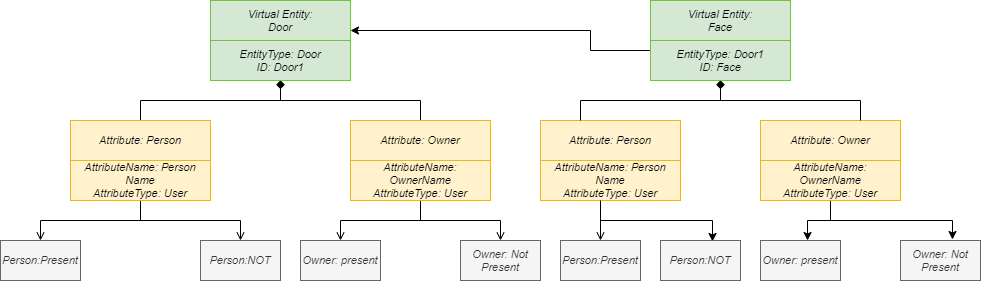 Virtual Entity:
Door
EntityType: Door
ID: Door1
Virtual Entity:
Face
EntityType: Door1
ID: Face
Attribute: Person
AttributeName: Person
Name
AttributeType: User
Attribute: Owner
AttributeName:
OwnerName
AttributeType: User
Attribute: Person
AttributeName: Person
Name
AttributeType: User
Attribute: Owner
AttributeName:
OwnerName
AttributeType: User
Person:Present
Person:NOT
Owner: present
Owner: Not
Present
Person:Present
Person:NOT
Owner: present
Owner: Not
Present